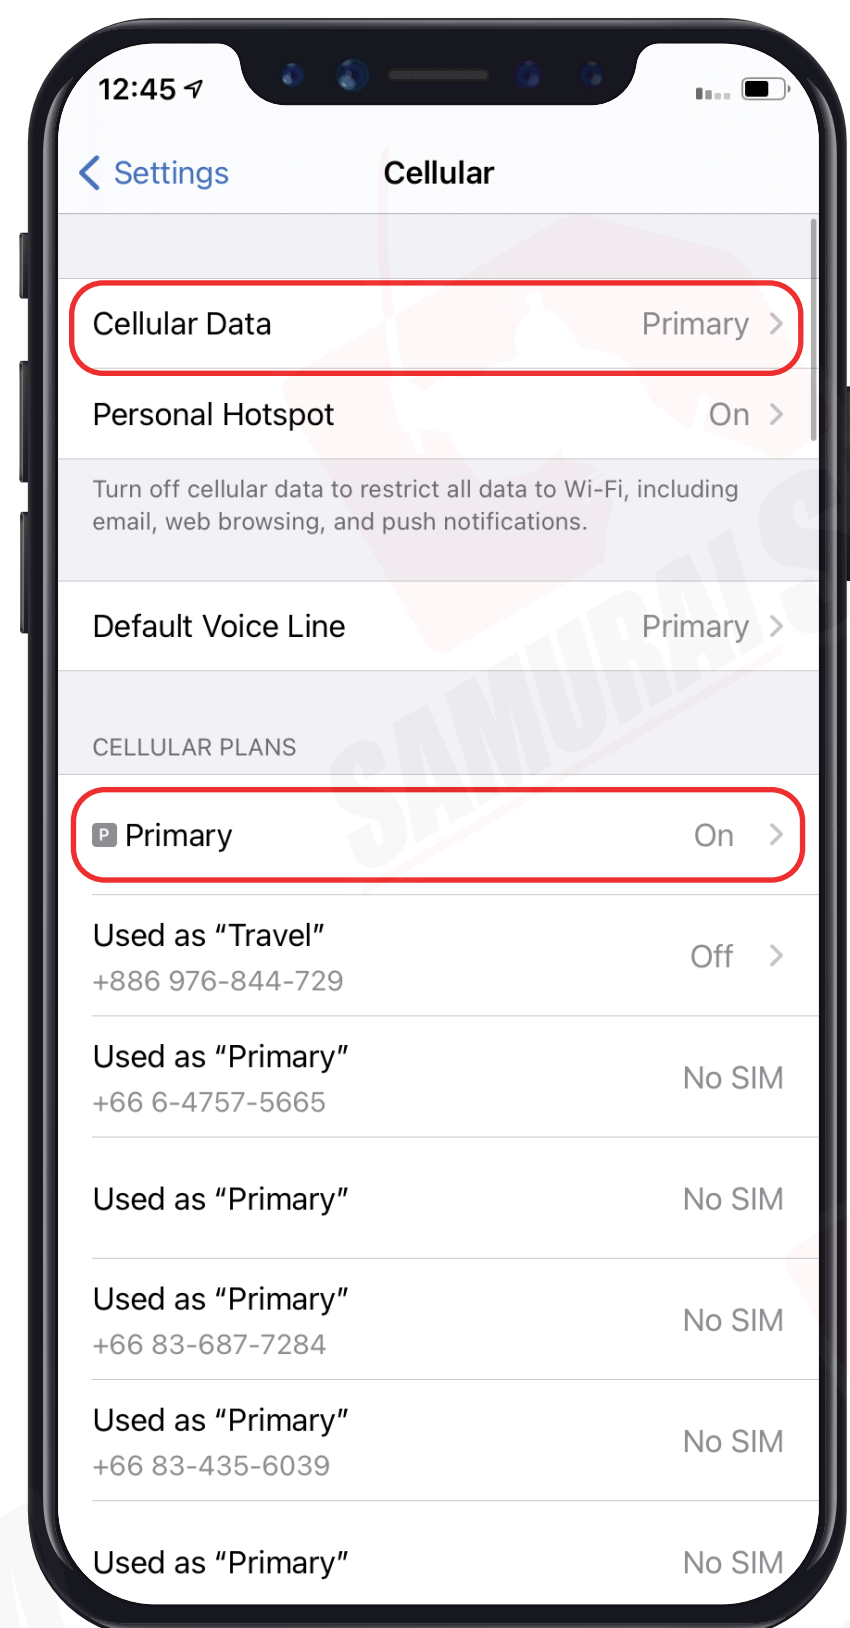 12:45
Settings
Cellular
Cellular Data
Primary
Personal Hotspot
On
Turn off cellular data to restrict all data to Wi-Fi, including
email, web browsing, and push notifications.
Default Voice Line
Primary
CELLULAR PLANS
P Primary
On
Used as “Travel”
+886 976-844-729
Off
Used as “Primary”
+66 6-4757-5665
No SIM
Used as “Primary”
No SIM
Used as “Primary”
+66 83-687-7284
No SIM
Used as “Primary”
+66 83-435-6039
No SIM
Used as “Primary”
No SIM
SAMURAI S